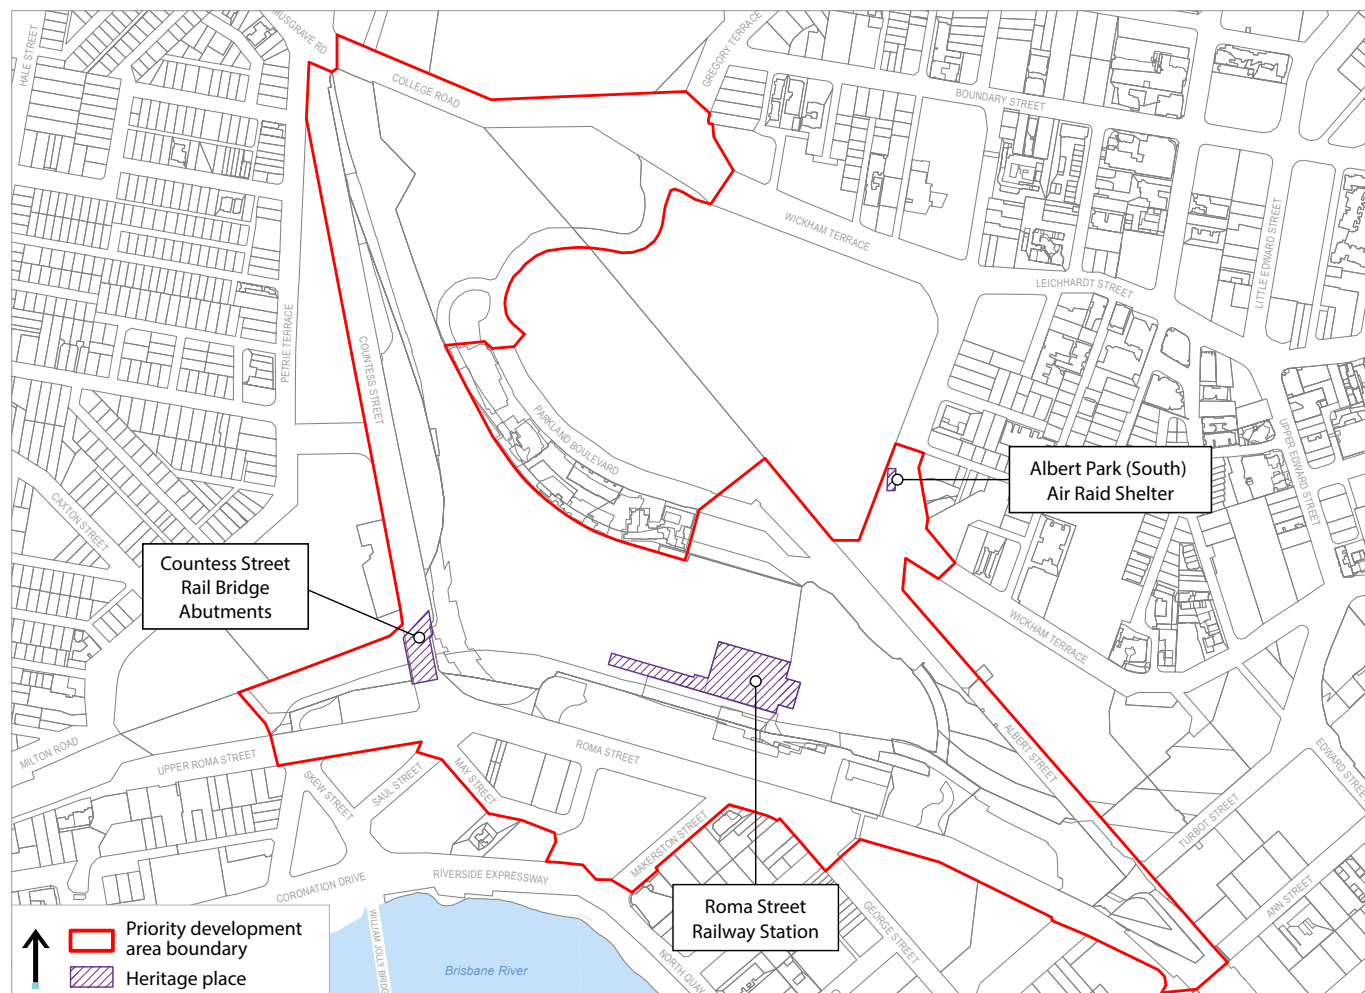 HALE STREET
MUSGRAVE RD
COLLEGE ROAD
GREGORY TERRACE
BOUNDARY STREET
WICKHAM TERRACE
LEICHHARDT STREET
LITTLE EDWARD STREET
PETRIE TERRACE
COUNTESS STREET
PARKLAND BOULEVARD
UPPER EDWARD STREET
CAXTON STREET
Albert Park (South)
Air Raid Shelter
Countess Street
Rail Bridge
Abutments
WICKHAM TERRACE
MILTON ROAD
UPPER ROMA STREET
ROMA STREET
ALBERT STREET
EDWARD STREET
SKEW STREET
SAUL STREET
MAY STREET
MAKERSTON STREET
TURBOT STREET
CORONATION DRIVE
RIVERSIDE EXPRESSWAY
GEORGE STREET
ANN STREET
Roma Street
Railway Station
WILLIAM JOLLY BRIDGE
NORTH QUAY
Brisbane River
Priority development
area boundary
Heritage place